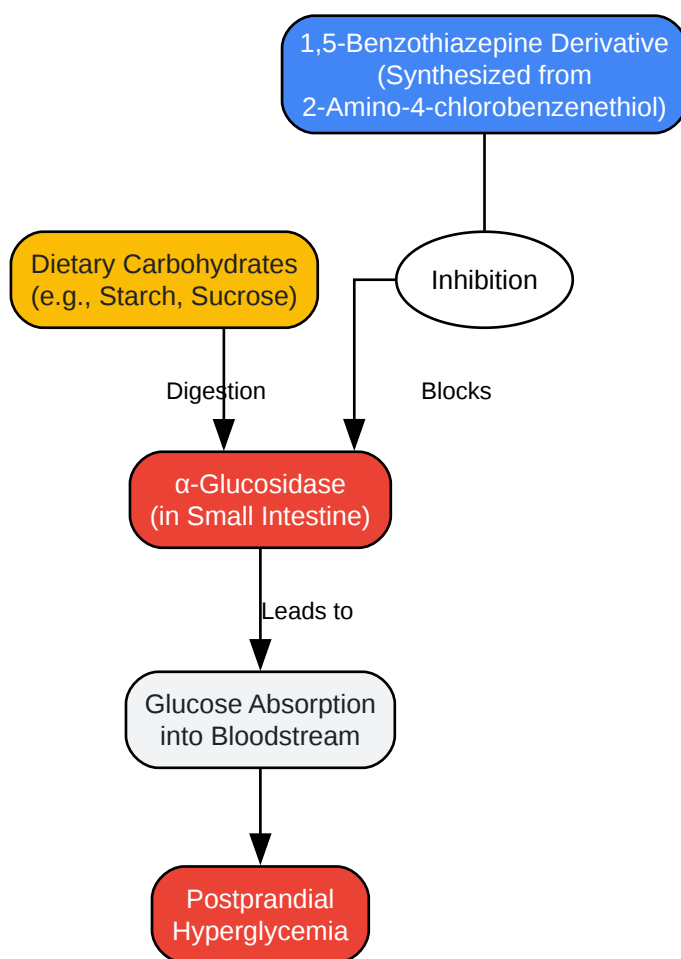 1,5-Benzothiazepine Derivative
(Synthesized from
2-Amino-4-chlorobenzenethiol)
Dietary Carbohydrates
(e.g., Starch, Sucrose)
Inhibition
Digestion
Blocks
α-Glucosidase
(in Small Intestine)
Leads to
Glucose Absorption
into Bloodstream
Postprandial
Hyperglycemia